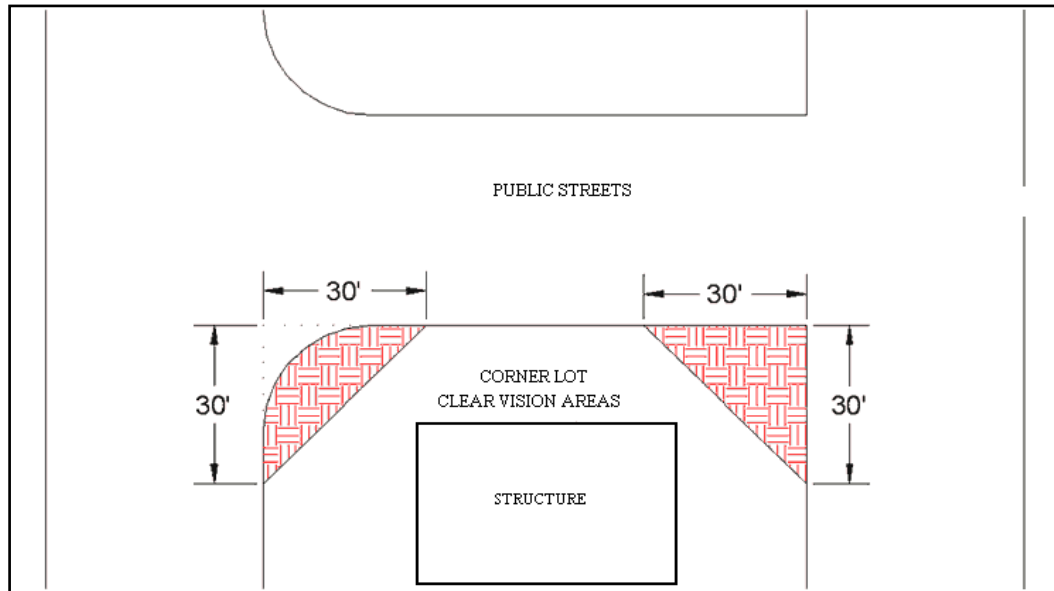 PUBLIC STREETS
30'
30'
30'
30'
CORNER LOT
CLEAR VISION AREAS
STRUCTURE